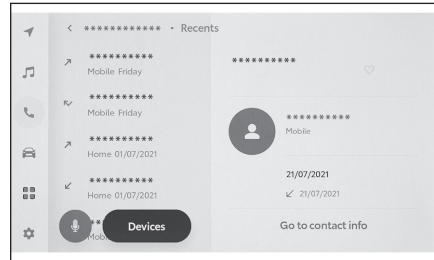 ************ • Recents
**********
Mobile Friday
**********
Mobile Friday
**********
Home 01/07/2021
**********
Home 01/07/2021
**
Devices
**********
**********
Mobile
21/07/2021
21/07/2021
Go to contact info